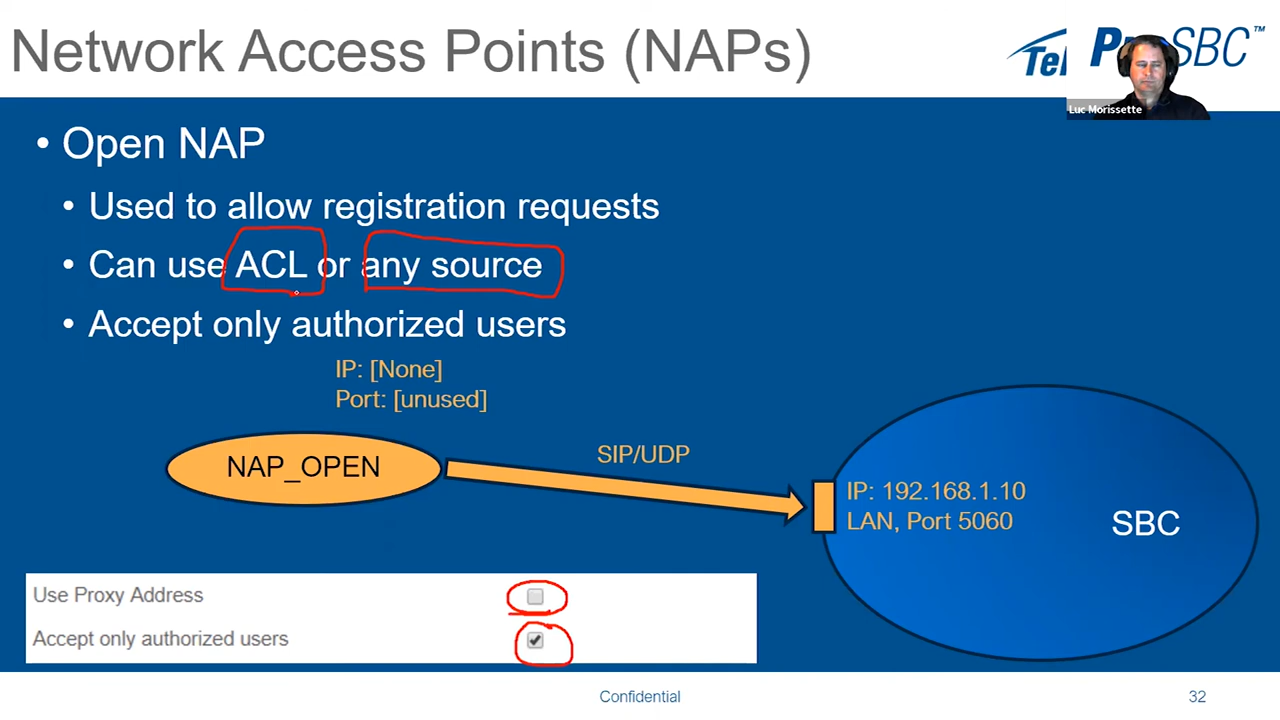 Network Access Points (NAPs)
Tel
SBC™
Luc Morissette
• Open NAP
• Used to allow registration requests
• Can use ACL or any source
• Accept only authorized users
IP: [None]
Port: [unused]
NAP_OPEN
SIP/UDP
IP: 192.168.1.10
LAN, Port 5060
SBC
Use Proxy Address
Accept only authorized users
Confidential
32